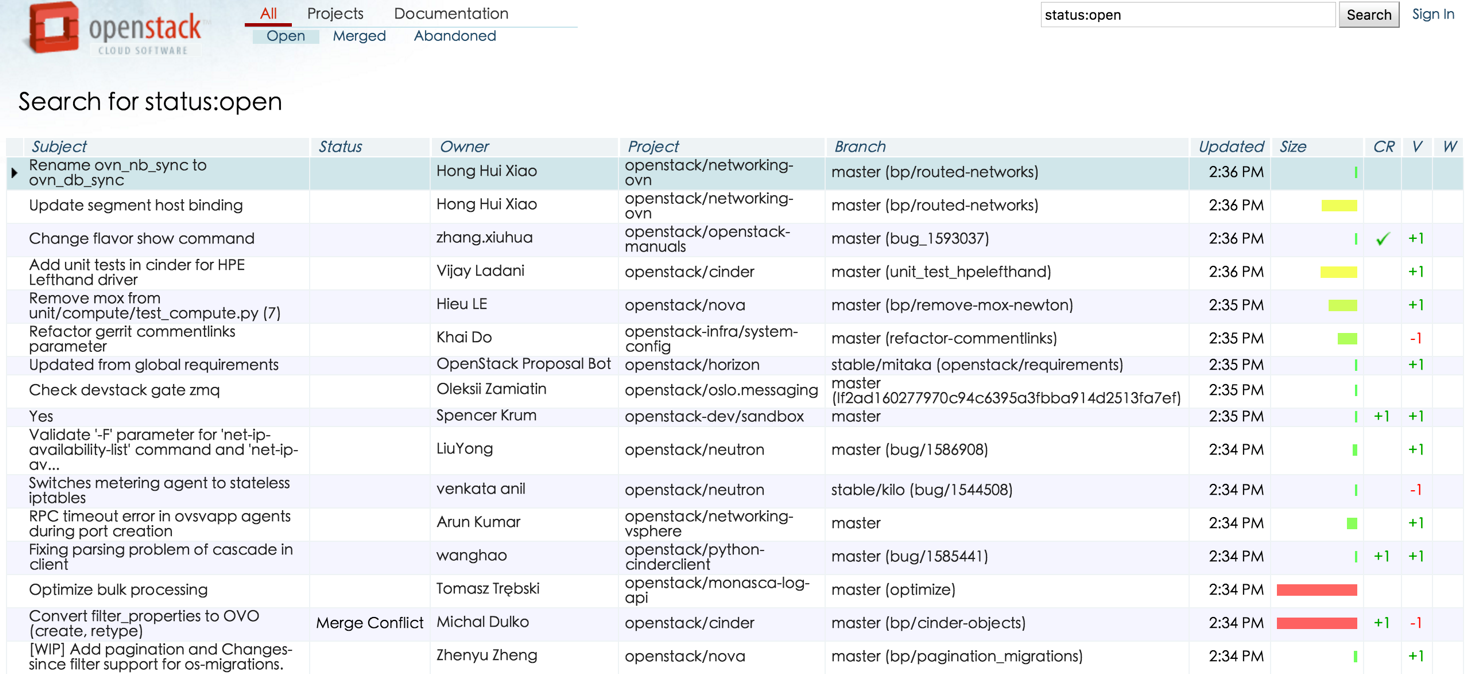 openstack
CLOUD SOFTWARE
All Projects Documentation
Open Merged Abandoned
status:open Search Sign In
Search for status:open
Subject Status Owner Project Branch Updated Size CR V W
Rename ovn_nb_sync to
ovn_db_sync
Hong Hui Xiao
openstack/networking-
ovn
master (bp/routed-networks) 2:36 PM
Update segment host binding
Hong Hui Xiao
openstack/networking-
ovn
master (bp/routed-networks) 2:36 PM
Change flavor show command
zhang.xiuhua
openstack/openstack-
manuals
master (bug_1593037) 2:36 PM +1
Add unit tests in cinder for HPE
Lefthand driver
Vijay Ladani
openstack/cinder
master (unit_test_hpelefthand) 2:36 PM +1
Remove mox from
unit/compute/test_compute.py (7)
Hieu LE
openstack/nova
master (bp/remove-mox-newton) 2:35 PM +1
Refactor gerrit commentlinks
parameter
Khai Do
openstack-infra/system-
config
master (refactor-commentlinks) 2:35 PM -1
Updated from global requirements OpenStack Proposal Bot openstack/horizon stable/mitaka (openstack/requirements) 2:35 PM +1
Check devstack gate zmq
Oleksii Zamiatin
openstack/oslo.messaging
master
(If2ad160277970c94c6395a3fbba914d2513fa7ef)
2:35 PM
Yes Spencer Krum openstack-dev/sandbox master 2:35 PM +1 +1
Validate '-F' parameter for 'net-ip-
availability-list' command and 'net-ip-
av...
LiuYong
openstack/neutron
master (bug/1586908) 2:34 PM +1
Switches metering agent to stateless
iptables
venkata anil
openstack/neutron
stable/kilo (bug/1544508) 2:34 PM -1
RPC timeout error in ovsvapp agents
during port creation
Arun Kumar
openstack/networking-
vsphere
master 2:34 PM +1
Fixing parsing problem of cascade in
client
wanghao
openstack/python-
cinderclient
master (bug/1585441) 2:34 PM +1 +1
Optimize bulk processing
Tomasz Trębski
openstack/monasca-log-
api
master (optimize) 2:34 PM
Convert filter_properties to OVO
(create, retype)
Merge Conflict
Michal Dulko
openstack/cinder
master (bp/cinder-objects) 2:34 PM +1 -1
[WIP] Add pagination and Changes-
since filter support for os-migrations.
Zhenyu Zheng
openstack/nova
master (bp/pagination_migrations) 2:34 PM +1